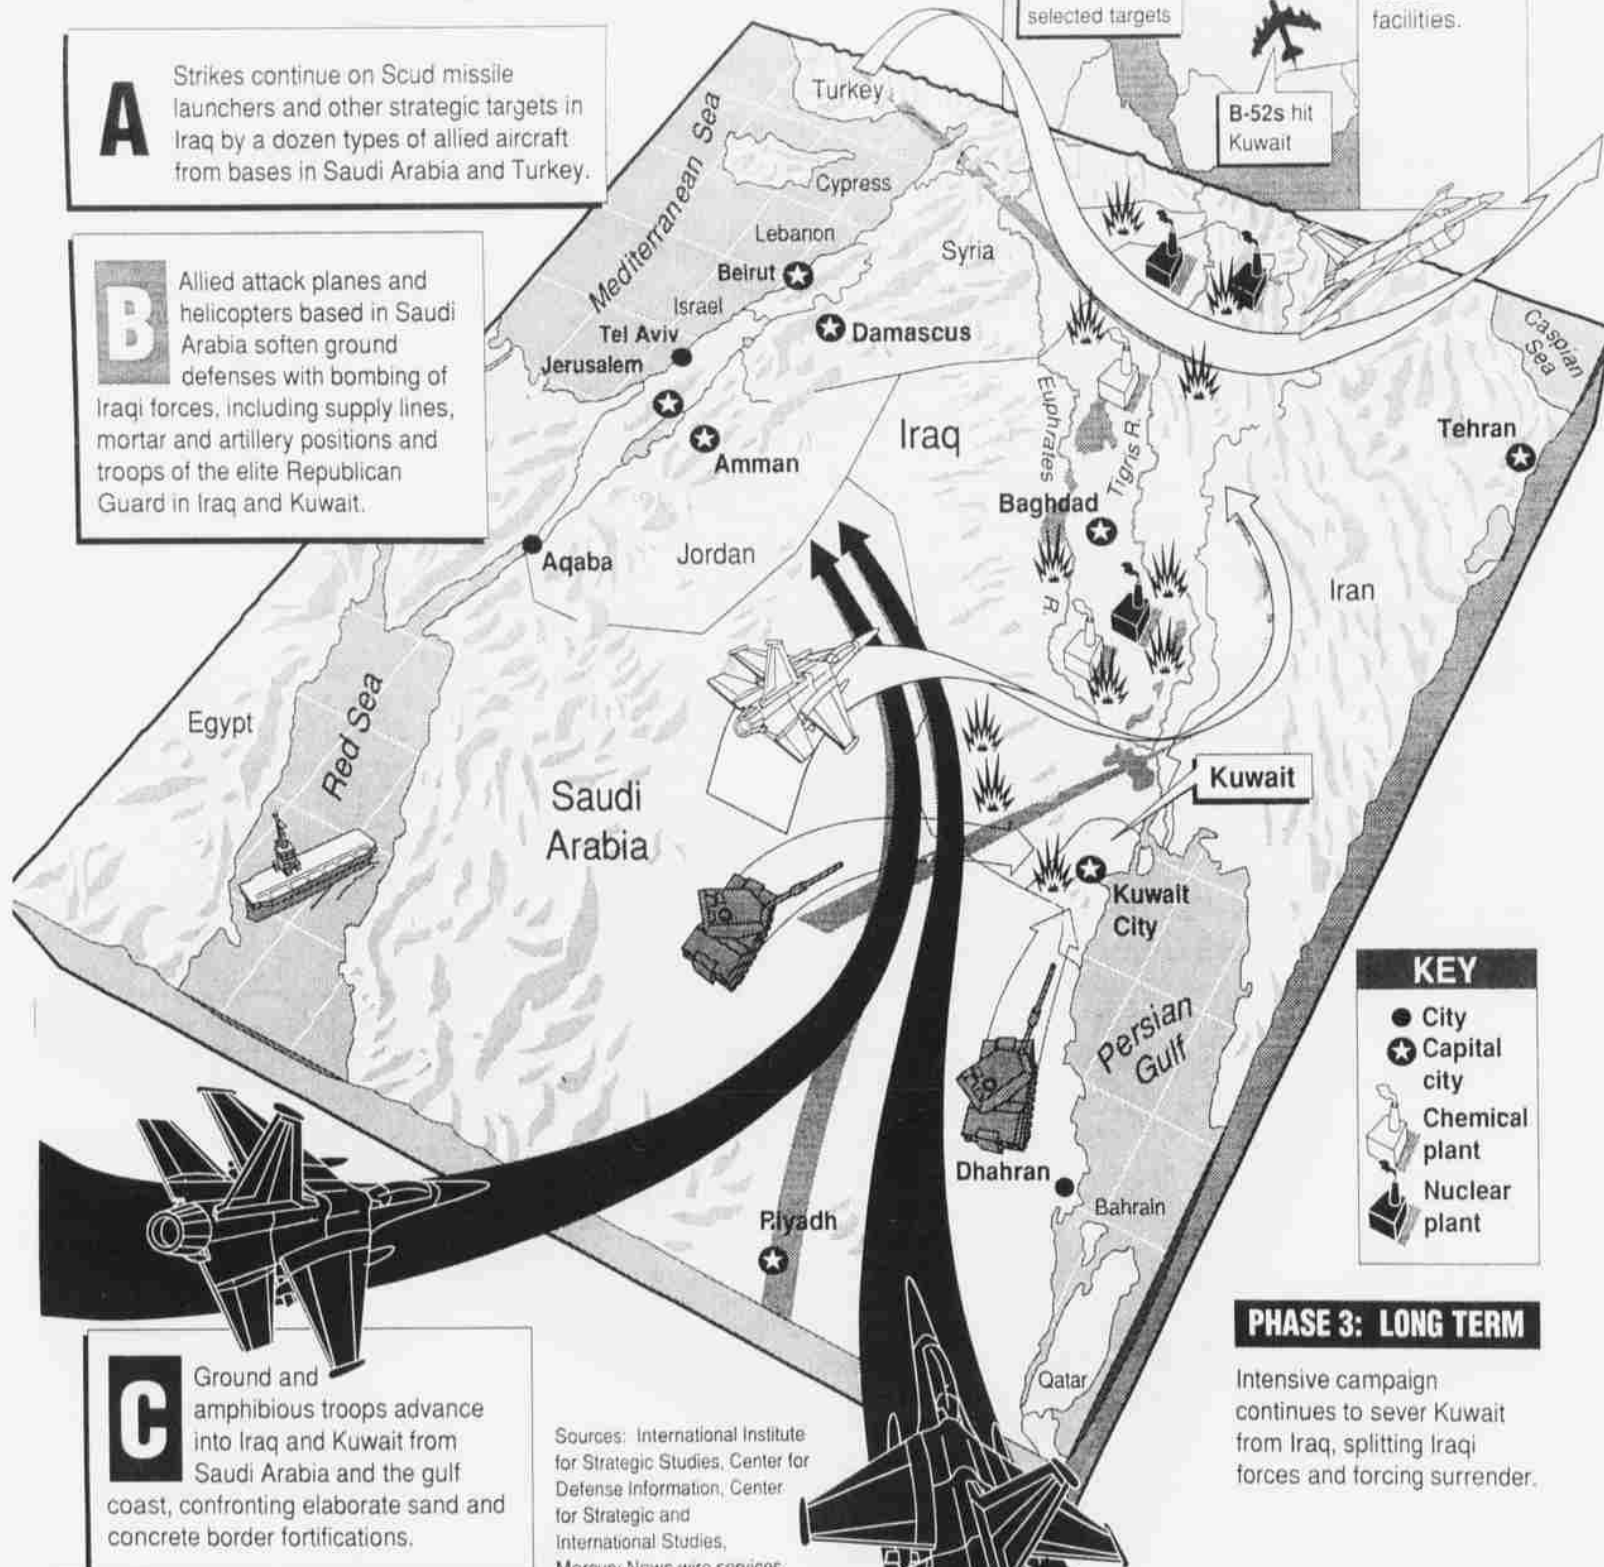 selected targets
facilities.
B-52s hit
Kuwait
A
Strikes continue on Scud missile
launchers and other strategic targets in
Iraq by a dozen types of allied aircraft
from bases in Saudi Arabia and Turkey.
B
Allied attack planes and
helicopters based in Saudi
Arabia soften ground
defenses with bombing of
Iraqi forces, including supply lines,
mortar and artillery positions and
troops of the elite Republican
Guard in Iraq and Kuwait.
Turkey
Mediterranean Sea
Cypress
Lebanon
Beirut
Syria
Israel
Tel Aviv
Jerusalem
Damascus
Caspian
Sea
Euphrates
R.
Tigris R.
Iraq
Tehran
Amman
Baghdad
Aqaba
Jordan
Iran
Egypt
Red Sea
Saudi
Arabia
Kuwait
Kuwait
City
Persian
Gulf
Dhahran
Bahrain
Riyadh
Qatar
KEY
City
Capital
city
Chemical
plant
Nuclear
plant
PHASE 3: LONG TERM
Intensive campaign
continues to sever Kuwait
from Iraq, splitting Iraqi
forces and forcing surrender.
C
Ground and
amphibious troops advance
into Iraq and Kuwait from
Saudi Arabia and the gulf
coast, confronting elaborate sand and
concrete border fortifications.
Sources: International Institute
for Strategic Studies, Center for
Defense Information, Center
for Strategic and
International Studies,
Mercury News wire services